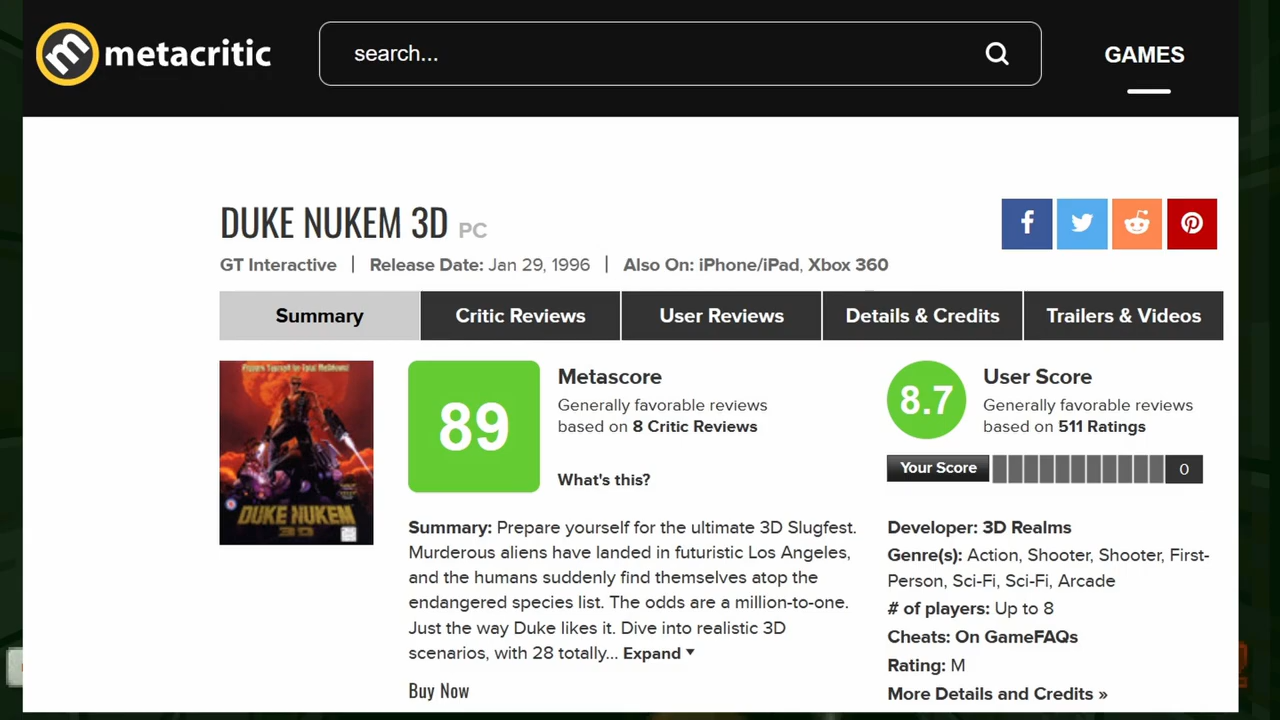 metacritic
search...
GAMES
DUKE NUKEM 3D PC
GT Interactive | Release Date: Jan 29, 1996 | Also On: iPhone/iPad, Xbox 360
Summary
Critic Reviews
User Reviews
Details & Credits
Trailers & Videos
DUKE NUKEM
3D
89
Metascore
Generally favorable reviews
based on 8 Critic Reviews
What's this?
8.7
User Score
Generally favorable reviews
based on 511 Ratings
Your Score
0
Summary: Prepare yourself for the ultimate 3D Slugfest.
Murderous aliens have landed in futuristic Los Angeles,
and the humans suddenly find themselves atop the
endangered species list. The odds are a million-to-one.
Just the way Duke likes it. Dive into realistic 3D
scenarios, with 28 totally... Expand
Buy Now
Developer: 3D Realms
Genre(s): Action, Shooter, Shooter, First-
Person, Sci-Fi, Sci-Fi, Arcade
# of players: Up to 8
Cheats: On GameFAQs
Rating: M
More Details and Credits »